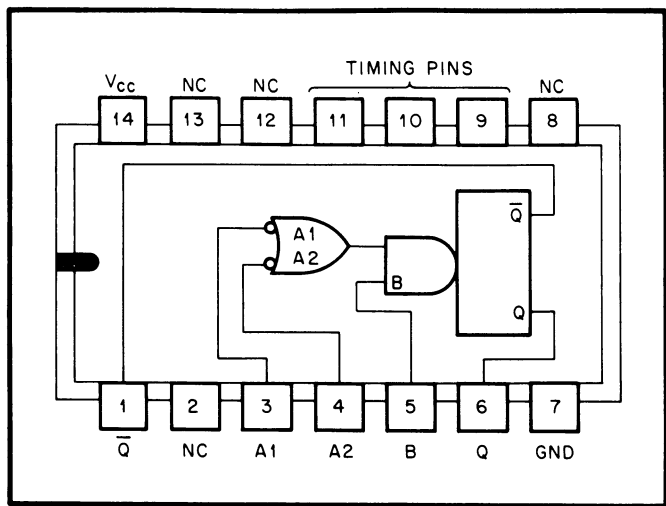 TIMING PINS
VCC NC NC NC
14 13 12 11 10 9 8
Q̅
A1
A2
B
Q
1 2 3 4 5 6 7
Q̅ NC A1 A2 B Q GND